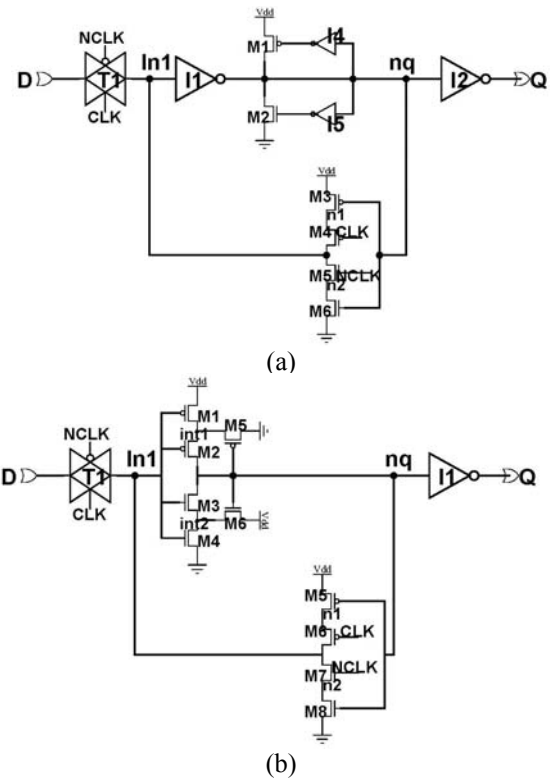 Vdd
NCLK
M1
I4
In1
nq
D
T1
I1
I2
Q
CLK
M2
I5
Vdd
M3
n1
M4
CLK
M5
NCLK
n2
M6
(a)
Vdd
M1
M5
NCLK
int1
In1
M2
nq
D
T1
I1
Q
CLK
M3
int2
M6
Vdd
M4
Vdd
M5
n1
M6
CLK
NCLK
M7
n2
M8
(b)